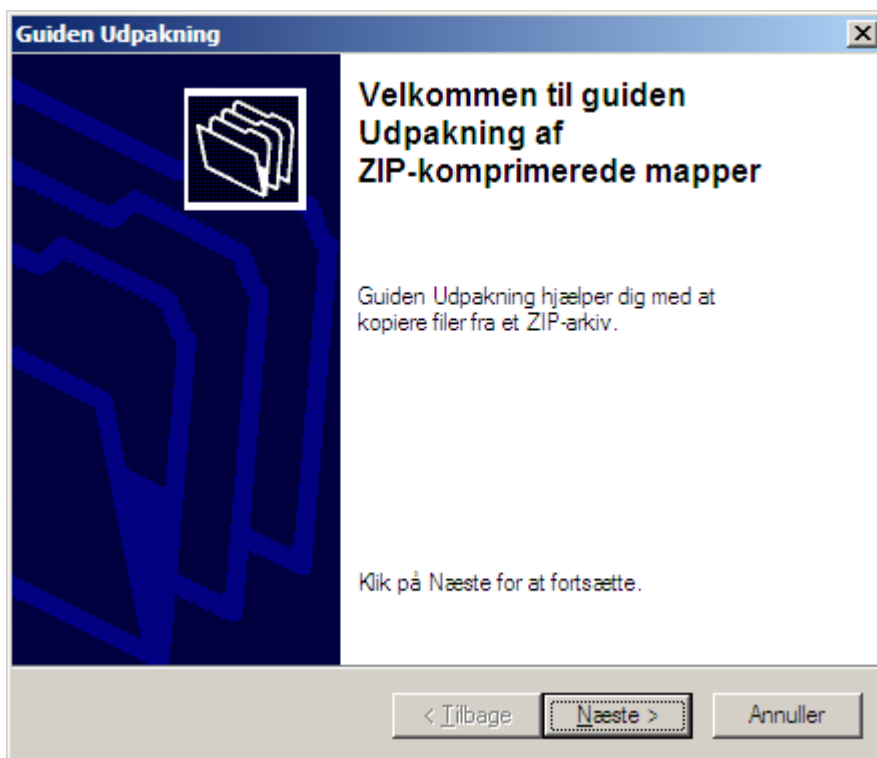 Guiden Udpakning
Velkommen til guiden
Udpakning af
ZIP-komprimerede mapper
Guiden Udpakning hjælper dig med at
kopiere filer fra et ZIP-arkiv.
Klik på Næste for at fortsætte.
< Tilbage
Næste >
Annuller